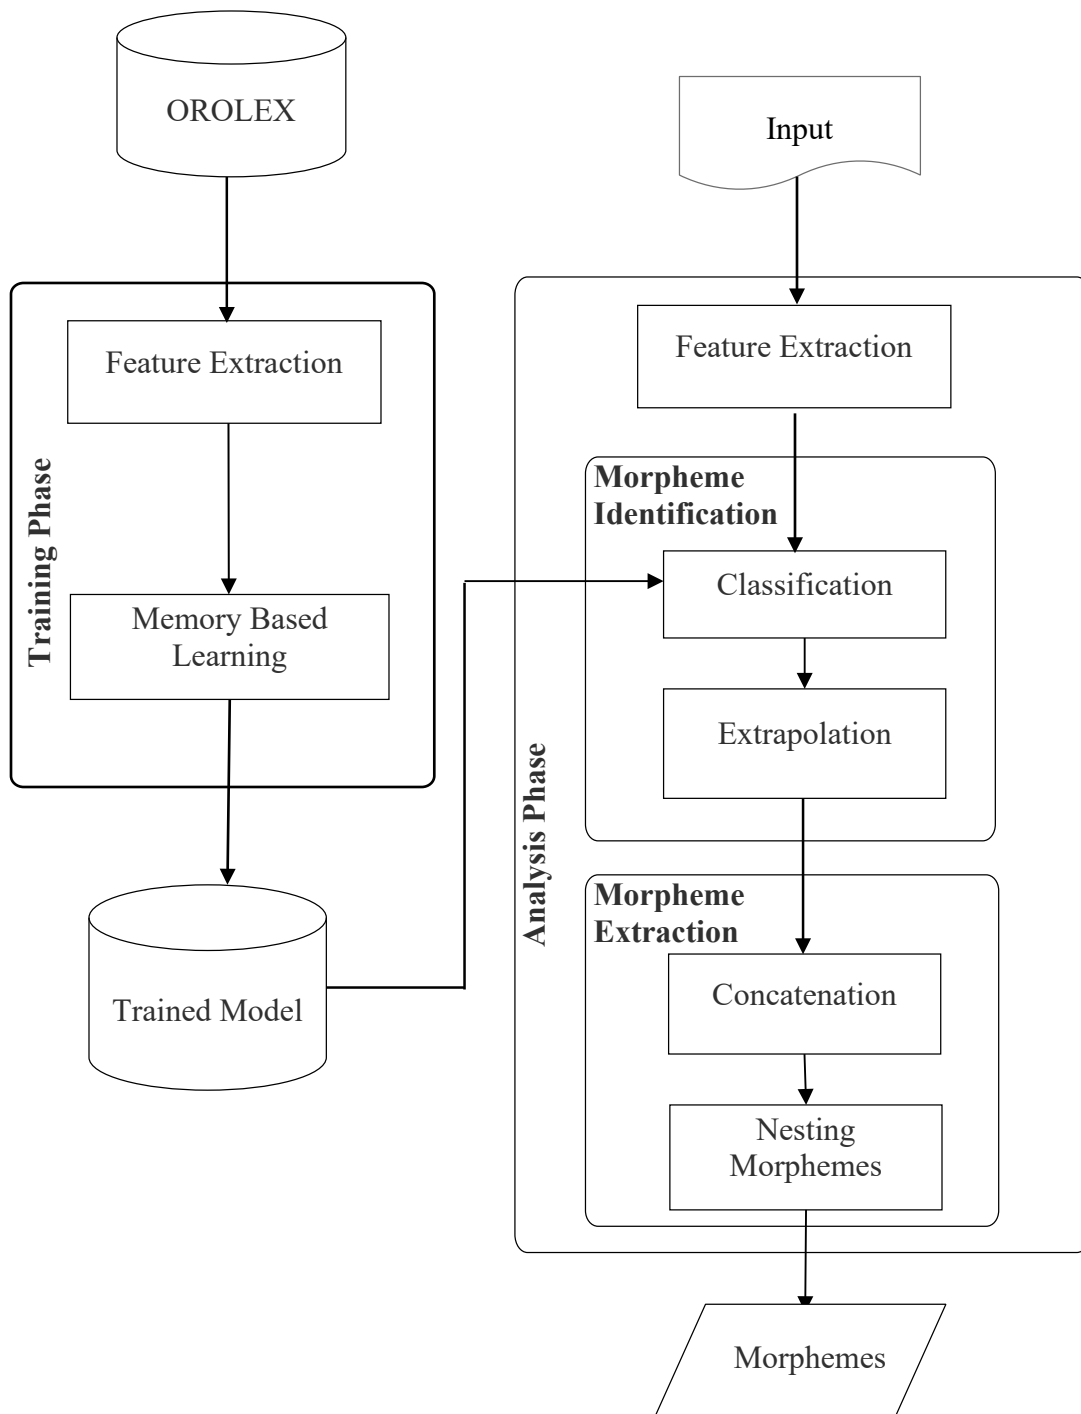 OROLEX
Feature Extraction
Training Phase
Memory Based
Learning
Trained Model
Input
Feature Extraction
Morpheme
Identification
Classification
Extrapolation
Analysis Phase
Morpheme
Extraction
Concatenation
Nesting
Morphemes
Morphemes